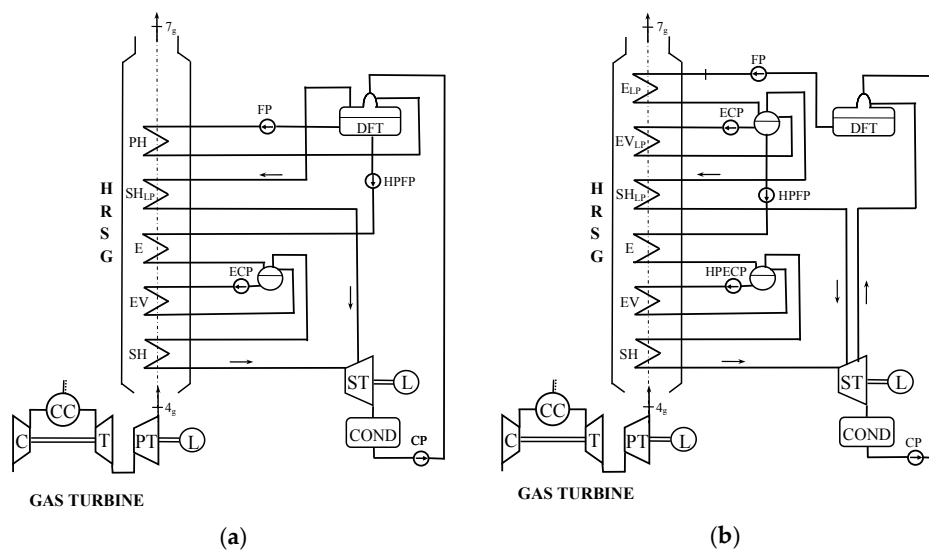 7g
FP
DFT
PH
HPFP
SHLP
H
R
S
G
E
ECP
EV
SH
ST
L
4g
CC
C
T
PT
L
COND
CP
GAS TURBINE
(a)
7g
FP
ELP
ECP
DFT
EVLP
HPFP
SHLP
H
R
S
G
E
HPECP
EV
SH
ST
L
4g
CC
C
T
PT
L
COND
CP
GAS TURBINE
(b)